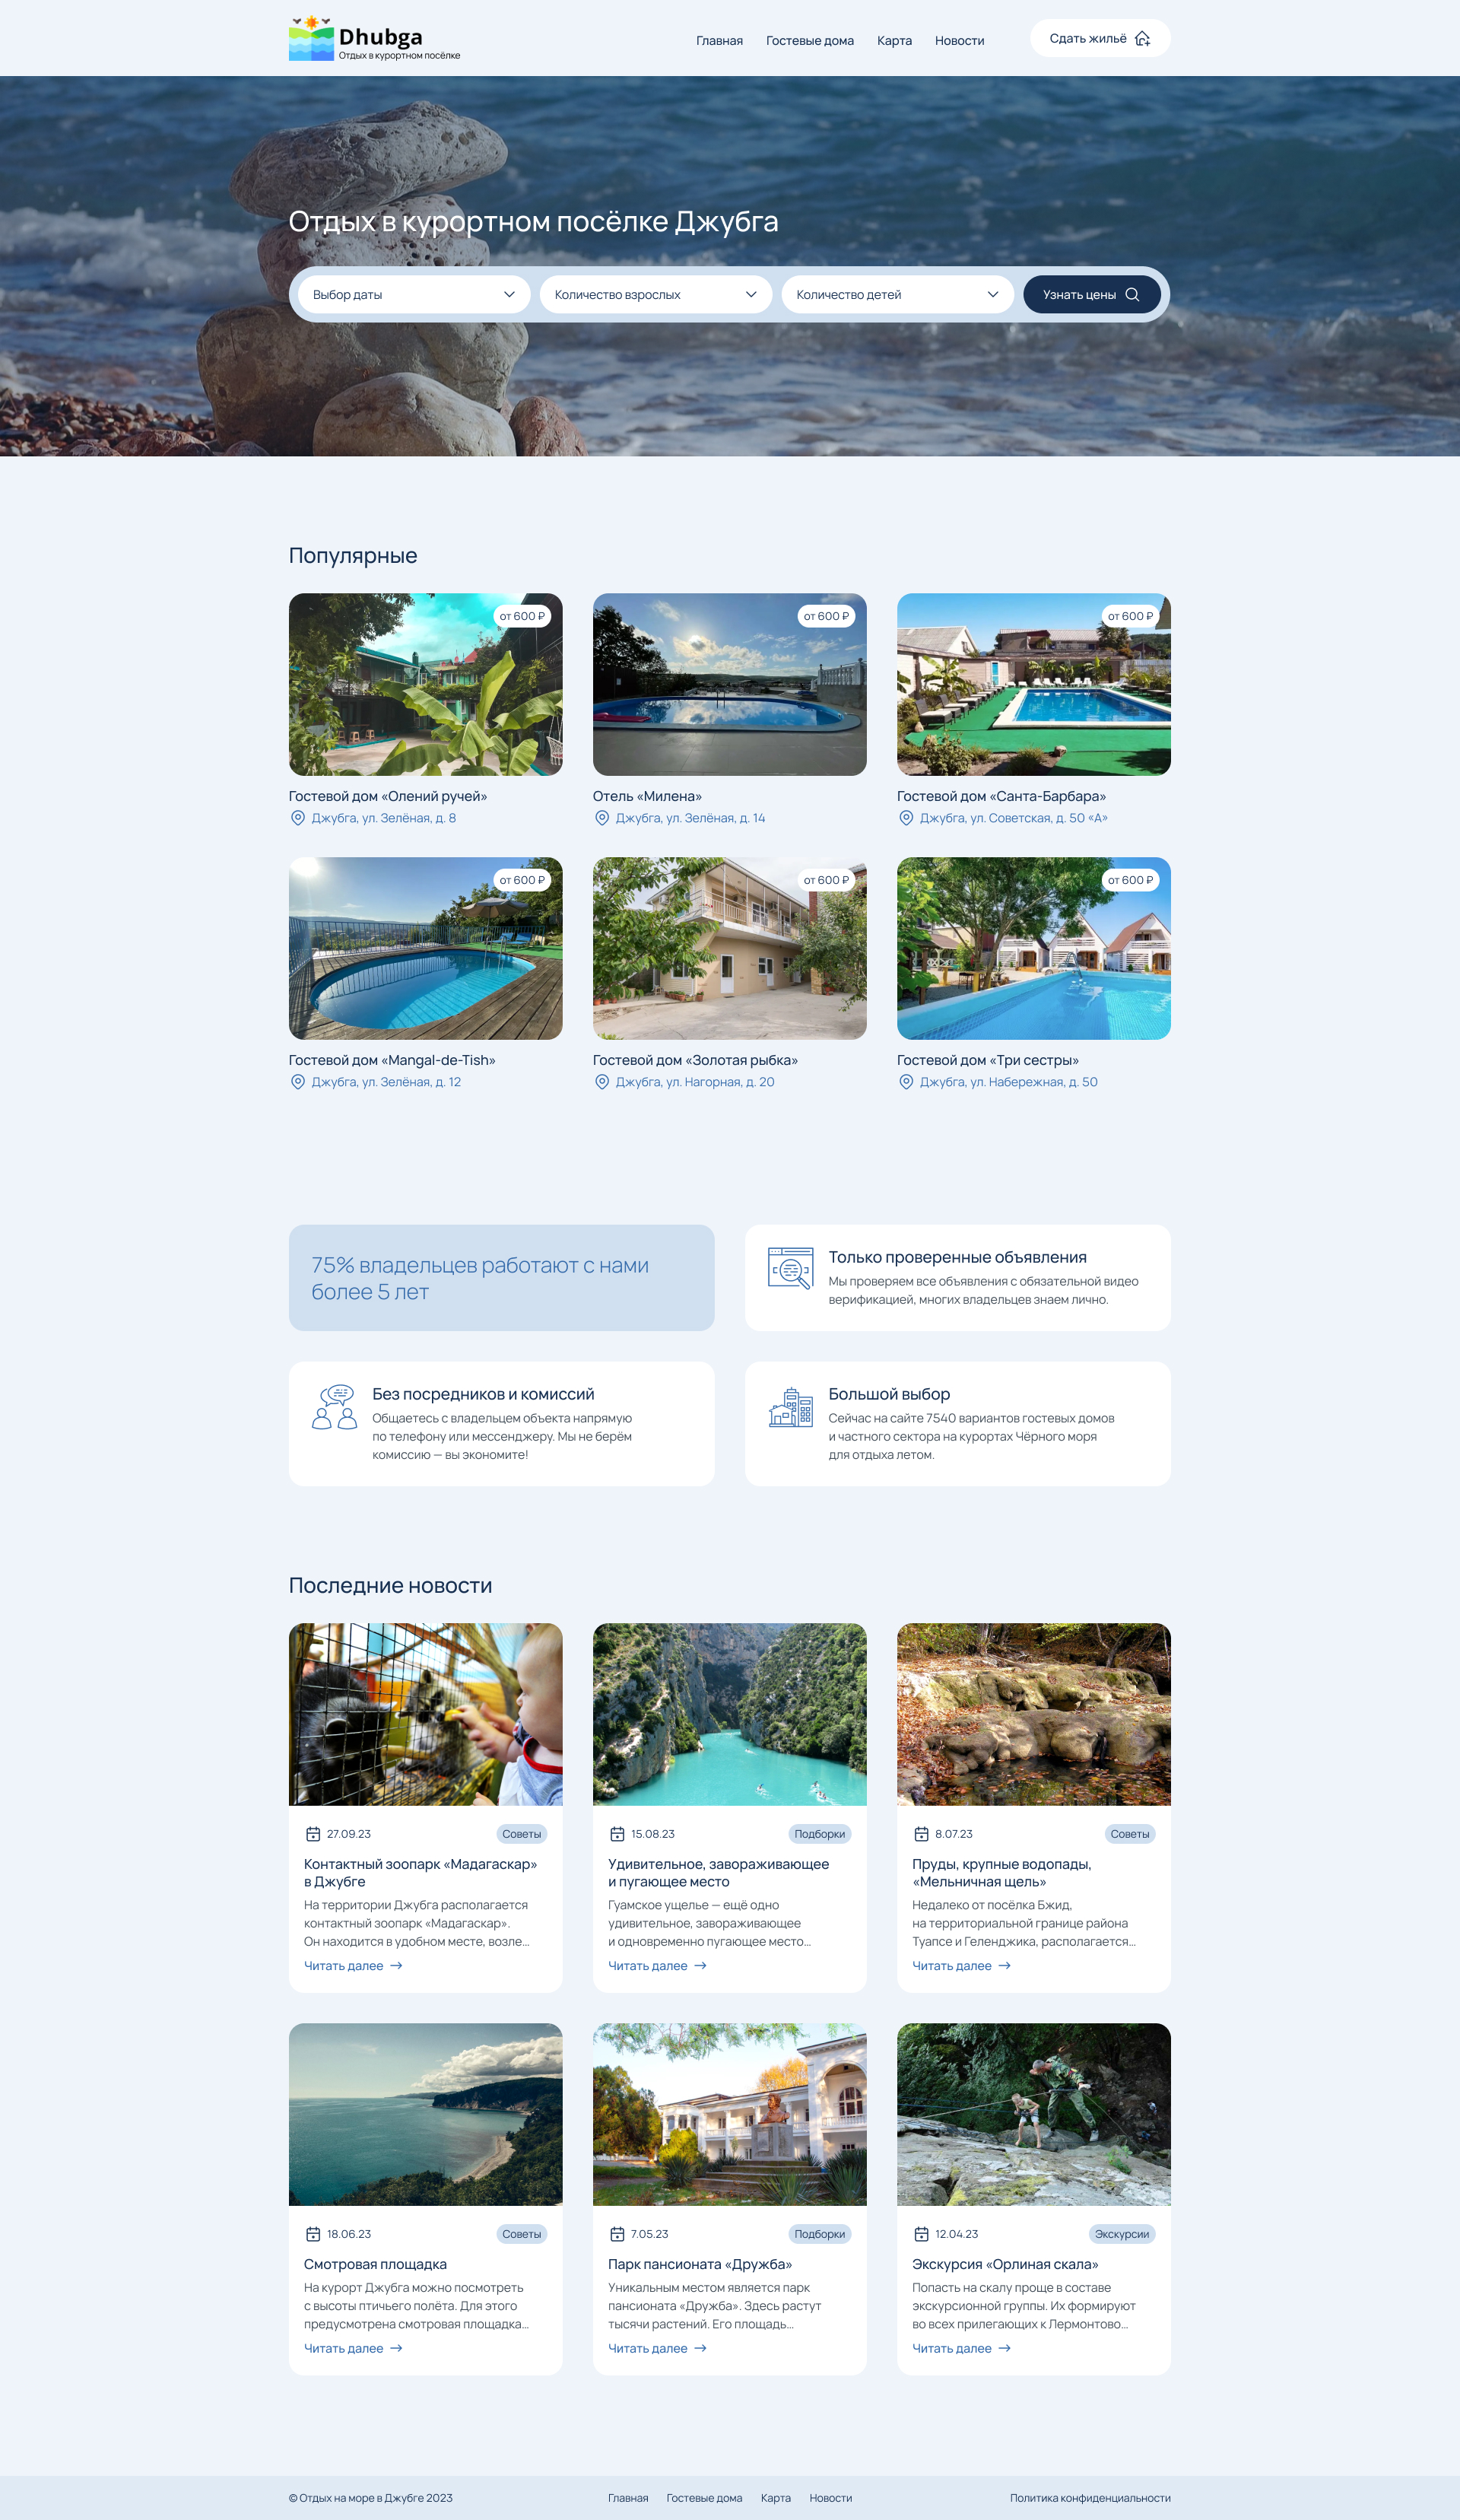 Dhubga
Отдых в курортном посёлке
Главная
Гостевые дома
Карта
Новости
Сдать жильё
Отдых в курортном посёлке Джубга
Выбор даты
Количество взрослых
Количество детей
Узнать цены
Популярные
от 600 ₽
от 600 ₽
от 600 ₽
Гостевой дом «Олений ручей»
Джубга, ул. Зелёная, д. 8
Отель «Милена»
Джубга, ул. Зелёная, д. 14
Гостевой дом «Санта-Барбара»
Джубга, ул. Советская, д. 50 «А»
от 600 ₽
от 600 ₽
от 600 ₽
Гостевой дом «Mangal-de-Tish»
Джубга, ул. Зелёная, д. 12
Гостевой дом «Золотая рыбка»
Джубга, ул. Нагорная, д. 20
Гостевой дом «Три сестры»
Джубга, ул. Набережная, д. 50
75% владельцев работают с нами
более 5 лет
Только проверенные объявления
Мы проверяем все объявления с обязательной видео
верификацией, многих владельцев знаем лично.
Без посредников и комиссий
Общаетесь с владельцем объекта напрямую
по телефону или мессенджеру. Мы не берём
комиссию — вы экономите!
Большой выбор
Сейчас на сайте 7540 вариантов гостевых домов
и частного сектора на курортах Чёрного моря
для отдыха летом.
Последние новости
27.09.23
Советы
Контактный зоопарк «Мадагаскар»
в Джубге
На территории Джубга располагается
контактный зоопарк «Мадагаскар».
Он находится в удобном месте, возле...
Читать далее
15.08.23
Подборки
Удивительное, завораживающее
и пугающее место
Гуамское ущелье — ещё одно
удивительное, завораживающее
и одновременно пугающее место...
Читать далее
8.07.23
Советы
Пруды, крупные водопады,
«Мельничная щель»
Недалеко от посёлка Бжид,
на территориальной границе района
Туапсе и Геленджика, располагается...
Читать далее
18.06.23
Советы
Смотровая площадка
На курорт Джубга можно посмотреть
с высоты птичьего полёта. Для этого
предусмотрена смотровая площадка...
Читать далее
7.05.23
Подборки
Парк пансионата «Дружба»
Уникальным местом является парк
пансионата «Дружба». Здесь растут
тысячи растений. Его площадь...
Читать далее
12.04.23
Экскурсии
Экскурсия «Орлиная скала»
Попасть на скалу проще в составе
экскурсионной группы. Их формируют
во всех прилегающих к Лермонтово...
Читать далее
© Отдых на море в Джубге 2023
Главная
Гостевые дома
Карта
Новости
Политика конфиденциальности